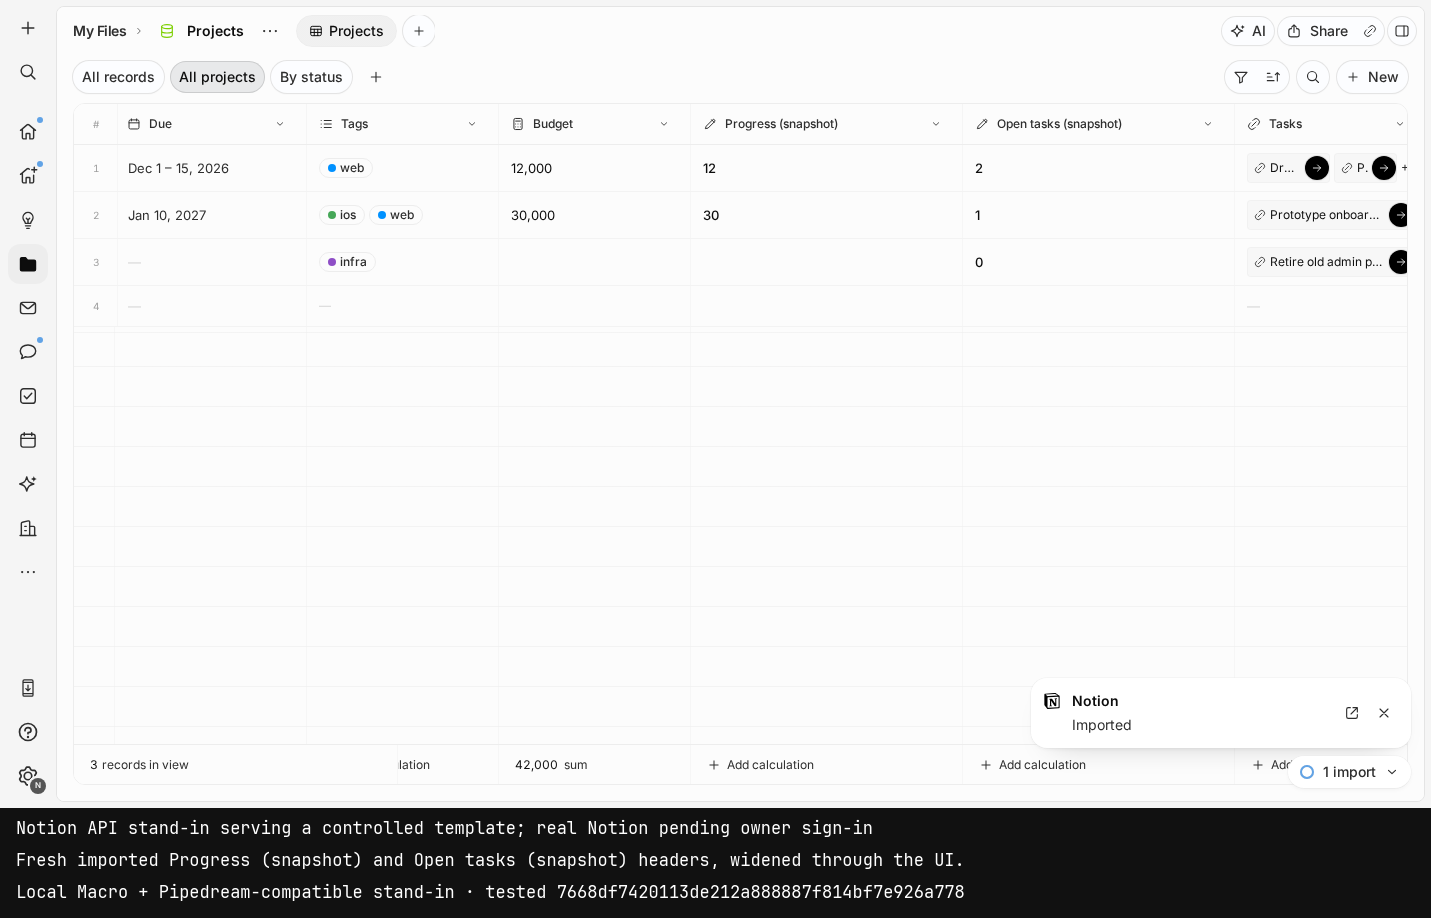 My Files
Projects
Projects
AI
Share
All records
All projects
By status
New
# Due Tags Budget Progress (snapshot) Open tasks (snapshot) Tasks
1 Dec 1 – 15, 2026 web 12,000 12 2 Dr... P. +
2 Jan 10, 2027 ios web 30,000 30 1 Prototype onboar...
3 — infra 0 Retire old admin p...
4 — — —
Notion
Imported
3 records in view lation 42,000 sum Add calculation Add calculation Add
1 import
N
Notion API stand-in serving a controlled template; real Notion pending owner sign-in
Fresh imported Progress (snapshot) and Open tasks (snapshot) headers, widened through the UI.
Local Macro + Pipedream-compatible stand-in · tested 7668df7420113de212a888887f814bf7e926a778